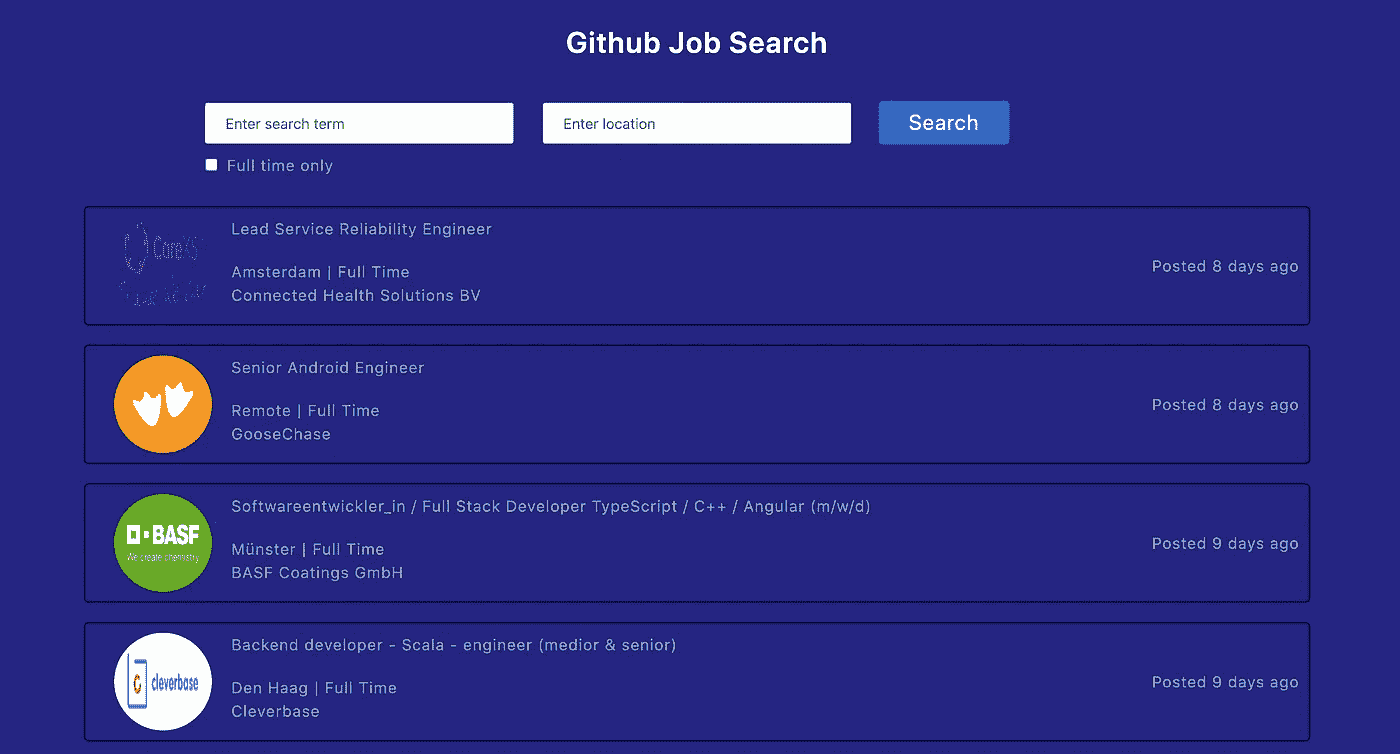 Github Job Search
Enter search term
Enter location
Search
Full time only
Lead Service Reliability Engineer
Amsterdam | Full Time
Connected Health Solutions BV
Posted 8 days ago
Senior Android Engineer
Remote | Full Time
GooseChase
Posted 8 days ago
BASF
We create chemistry
Softwareentwickler_in / Full Stack Developer TypeScript / C++ / Angular (m/w/d)
Münster | Full Time
BASF Coatings GmbH
Posted 9 days ago
cleverbase
Backend developer - Scala - engineer (medior & senior)
Den Haag | Full Time
Cleverbase
Posted 9 days ago